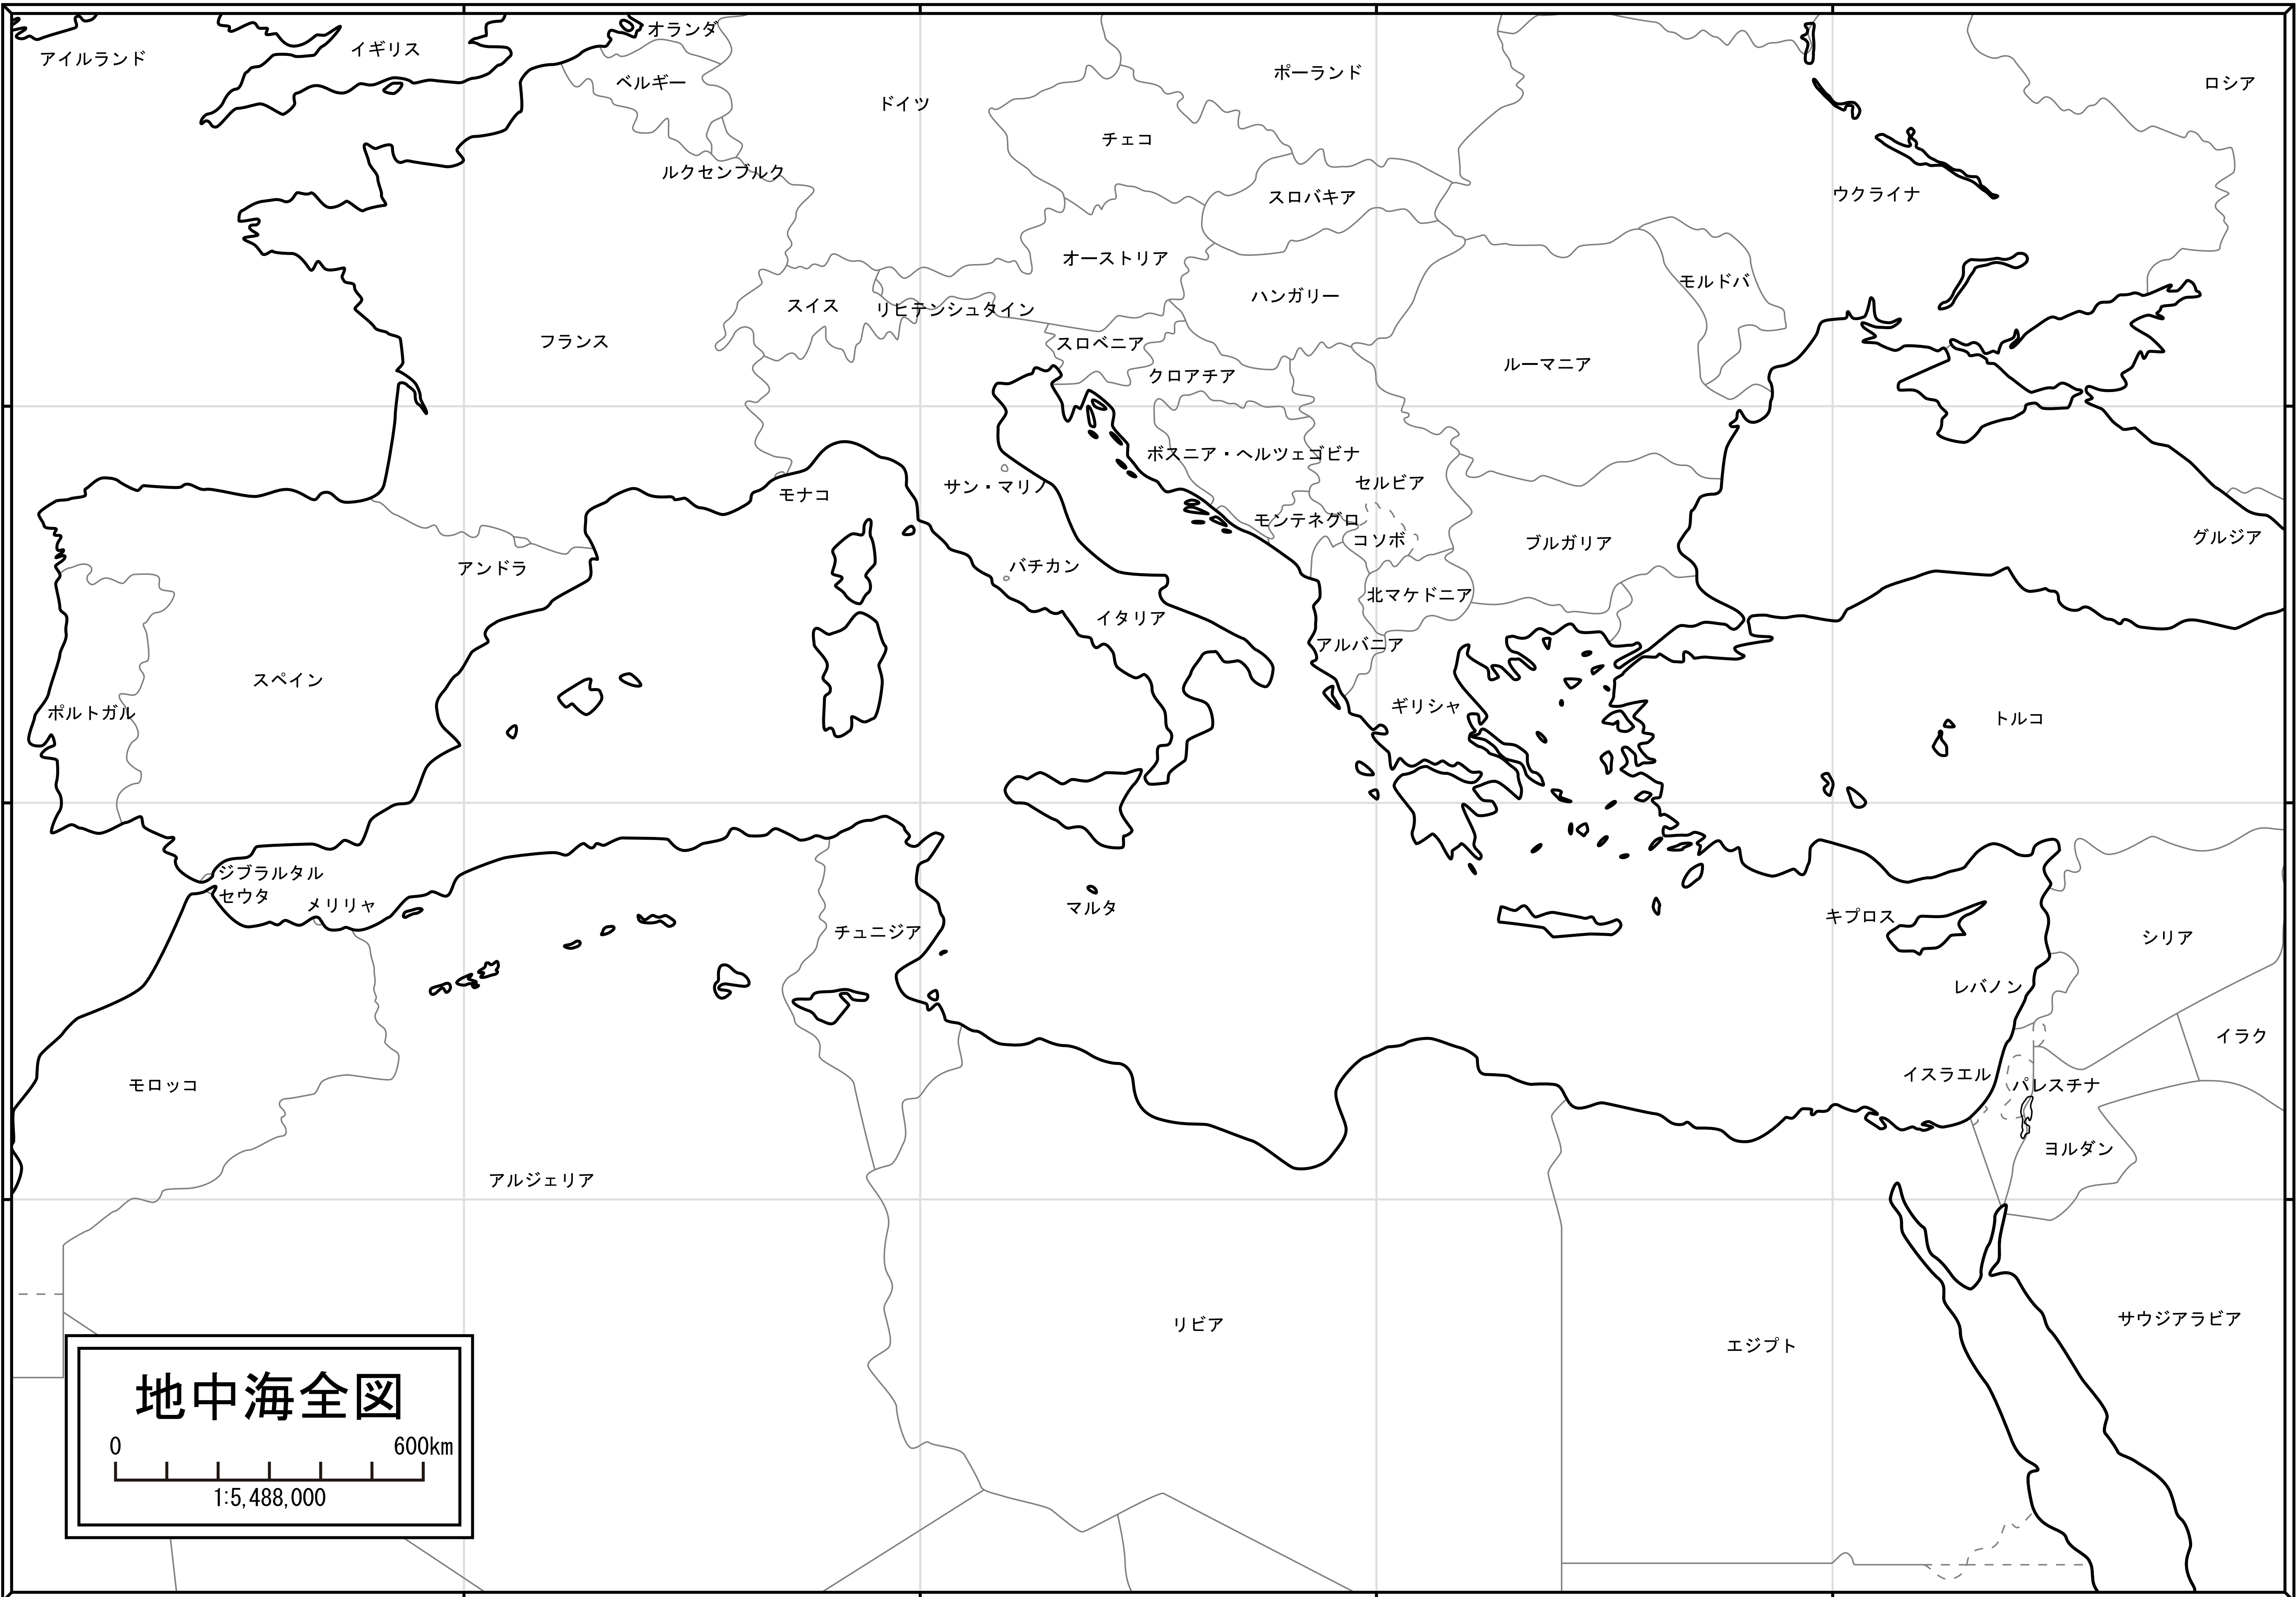 オランダ
イギリス
アイルランド
ポーランド
ベルギー
ロシア
ドイツ
チェコ
ルクセンブルク
ウクライナ
スロバキア
オーストリア
モルドバ
ハンガリー
スイス
リヒテンシュタイン
フランス
スロベニア
ルーマニア
クロアチア
ボスニア・ヘルツェゴビナ
セルビア
サン・マリノ
モナコ
モンテネグロ
グルジア
コソボ
ブルガリア
アンドラ
バチカン
北マケドニア
イタリア
アルバニア
スペイン
ギリシャ
ポルトガル
トルコ
ジブラルタル
セウタ
メリリャ
マルタ
キプロス
チュニジア
シリア
レバノン
イラク
イスラエル
パレスチナ
モロッコ
ヨルダン
アルジェリア
サウジアラビア
リビア
エジプト
地中海全図
0 600km
1:5,488,000